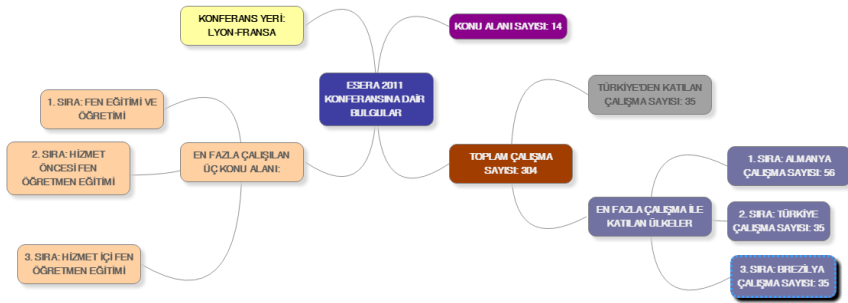 KONFERANS YERİ:
LYON-FRANSA
KONU ALANI SAYISI: 14
ESERA 2011
KONFERANSINA DAİR
BULGULAR
TÜRKİYE'DEN KATILAN
ÇALIŞMA SAYISI: 35
1. SIRA: FEN EĞİTİMİ VE
ÖĞRETİMİ
2. SIRA: HİZMET
ÖNCESİ FEN
ÖĞRETMEN EĞİTİMİ
3. SIRA: HİZMET İÇİ FEN
ÖĞRETMEN EĞİTİMİ
EN FAZLA ÇALIŞILAN
ÜÇ KONU ALANI:
TOPLAM ÇALIŞMA
SAYISI: 304
EN FAZLA ÇALIŞMA İLE
KATILAN ÜLKELER
1. SIRA: ALMANYA
ÇALIŞMA SAYISI: 56
2. SIRA: TÜRKİYE
ÇALIŞMA SAYISI: 35
3. SIRA: BREZİLYA
ÇALIŞMA SAYISI: 35